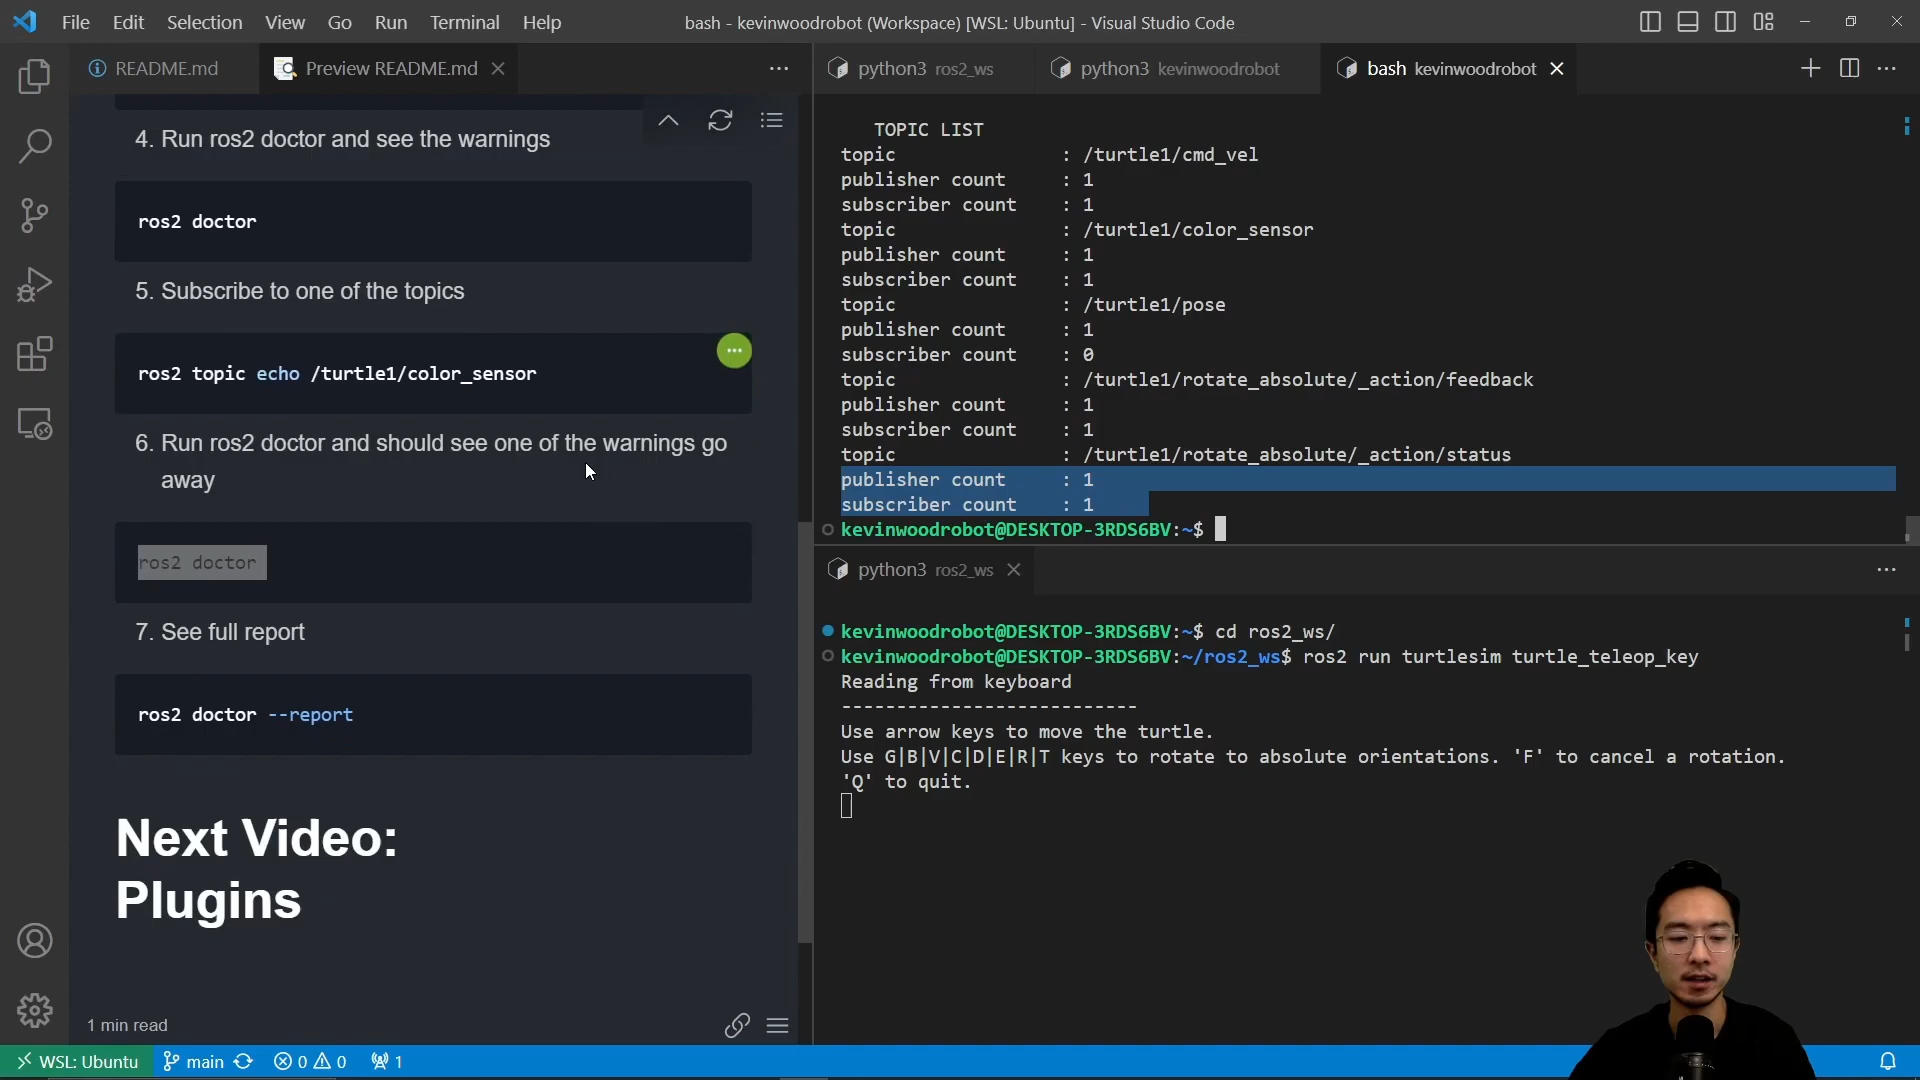 File Edit Selection View Go Run Terminal Help
bash - kevinwoodrobot (Workspace) [WSL: Ubuntu] - Visual Studio Code
README.md
Preview README.md
4. Run ros2 doctor and see the warnings
ros2 doctor
5. Subscribe to one of the topics
ros2 topic echo /turtle1/color_sensor
6. Run ros2 doctor and should see one of the warnings go
away
ros2 doctor
7. See full report
ros2 doctor --report
Next Video:
Plugins
1 min read
python3 ros2_ws
python3 kevinwoodrobot
bash kevinwoodrobot
TOPIC LIST
topic : /turtle1/cmd_vel
publisher count : 1
subscriber count : 1
topic : /turtle1/color_sensor
publisher count : 1
subscriber count : 1
topic : /turtle1/pose
publisher count : 1
subscriber count : 0
topic : /turtle1/rotate_absolute/_action/feedback
publisher count : 1
subscriber count : 1
topic : /turtle1/rotate_absolute/_action/status
publisher count : 1
subscriber count : 1
kevinwoodrobot@DESKTOP-3RDS6BV:~$
python3 ros2_ws
kevinwoodrobot@DESKTOP-3RDS6BV:~$ cd ros2_ws/
kevinwoodrobot@DESKTOP-3RDS6BV:~/ros2_ws$ ros2 run turtlesim turtle_teleop_key
Reading from keyboard
---------------------------
Use arrow keys to move the turtle.
Use G|B|V|C|D|E|R|T keys to rotate to absolute orientations. 'F' to cancel a rotation.
'Q' to quit.
WSL: Ubuntu main 0 0 1